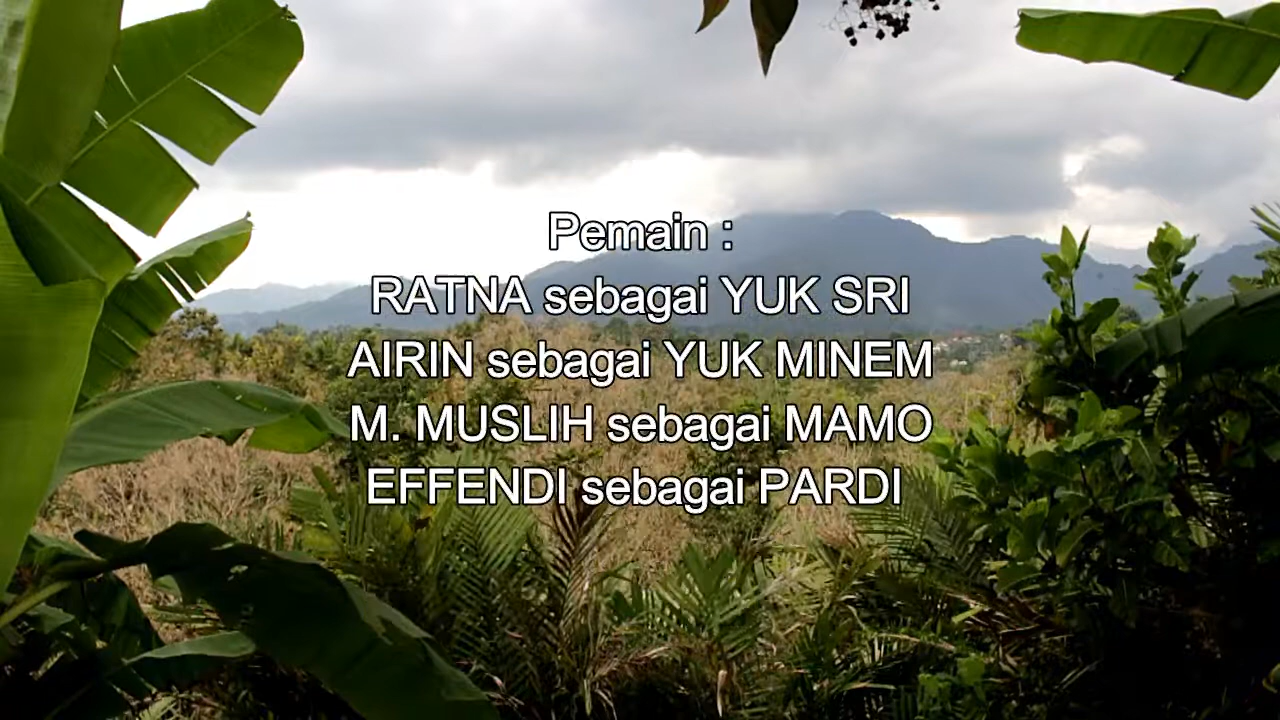 Pemain :
RATNA sebagai YUK SRI
AIRIN sebagai YUK MINEM
M. MUSLIH sebagai MAMO
EFFENDI sebagai PARDI